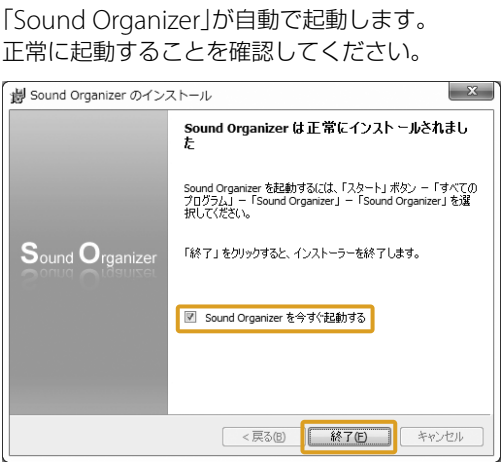 「Sound Organizer」が自動で起動します。
正常に起動することを確認してください。
Sound Organizer のインストール
Sound Organizer は正常にインストールされまし
た
Sound Organizer を起動するには、「スタート」ボタン －「すべての
プログラム」－「Sound Organizer」－「Sound Organizer」を選
択してください。
Sound Organizer
「終了」をクリックすると、インストーラーを終了します。
Sound Organizer を今すぐ起動する
< 戻る(B)
終了(F)
キャンセル